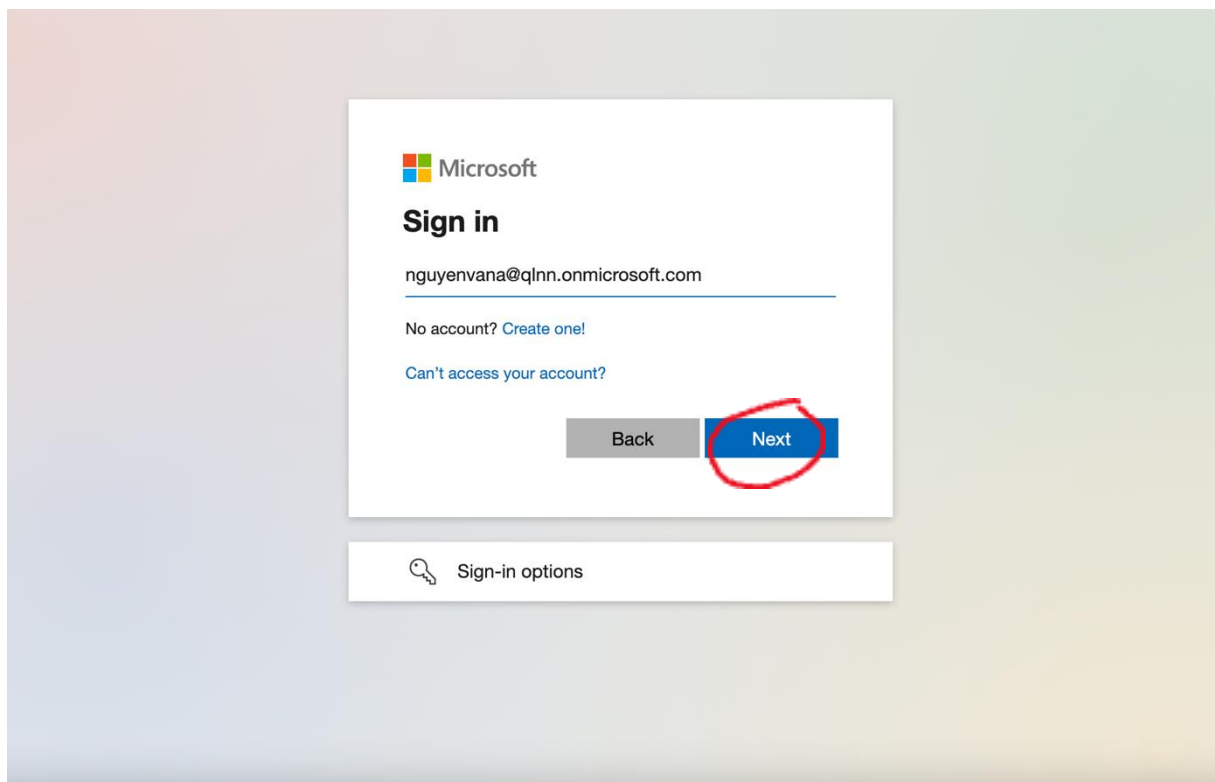 Microsoft
Sign in
nguyenvana@qlnn.onmicrosoft.com
No account? Create one!
Can't access your account?
Back Next
Sign-in options